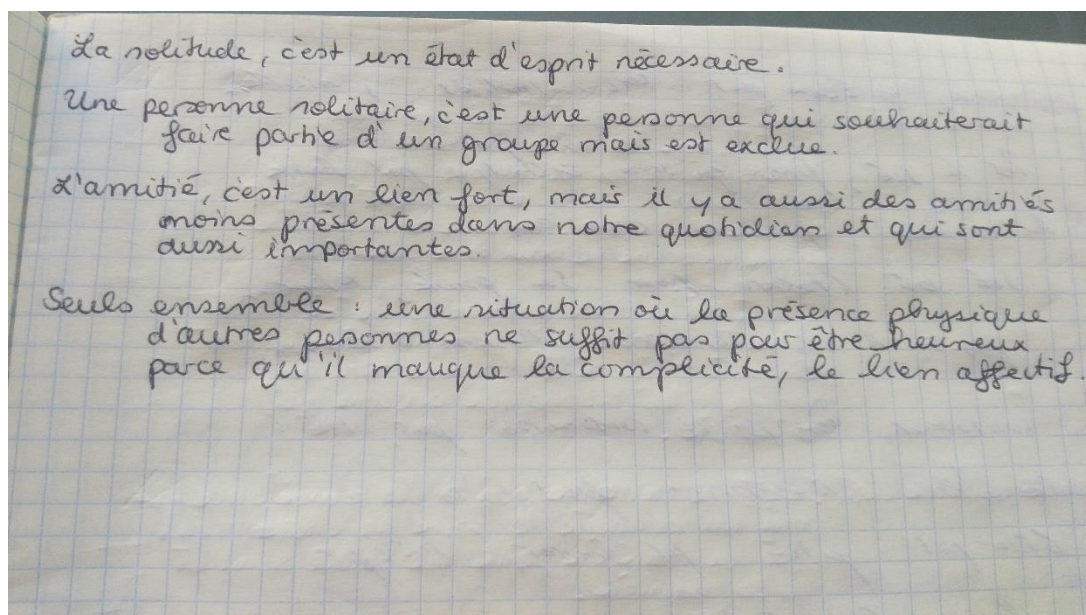 La solitude, c'est un état d'esprit nécessaire.
Une personne solitaire, c'est une personne qui souhaiterait
faire partie d'un groupe mais est exclue.
L'amitié, c'est un lien fort, mais il y a aussi des amitiés
moins présentes dans notre quotidien et qui sont
aussi importantes.
Seuls ensemble : une situation où la présence physique
d'autres personnes ne suffit pas pour être heureux
parce qu'il manque la complicité, le lien affectif.